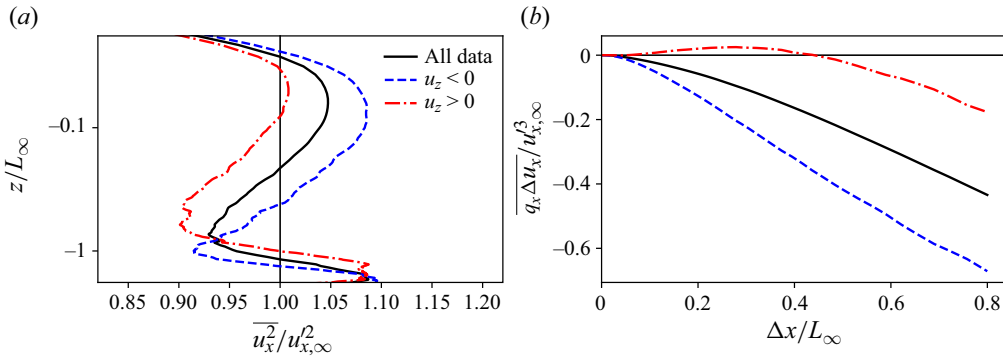 (a)
All data
u_z < 0
u_z > 0
−0.1
−1
z/L_∞
0.85 0.90 0.95 1.00 1.05 1.10 1.15 1.20
\overline{u_x^2}/u'^2_{x,∞}
(b)
0
−0.2
−0.4
−0.6
\overline{q_x Δu_x}/u'^3_{x,∞}
0 0.2 0.4 0.6 0.8
Δx/L_∞